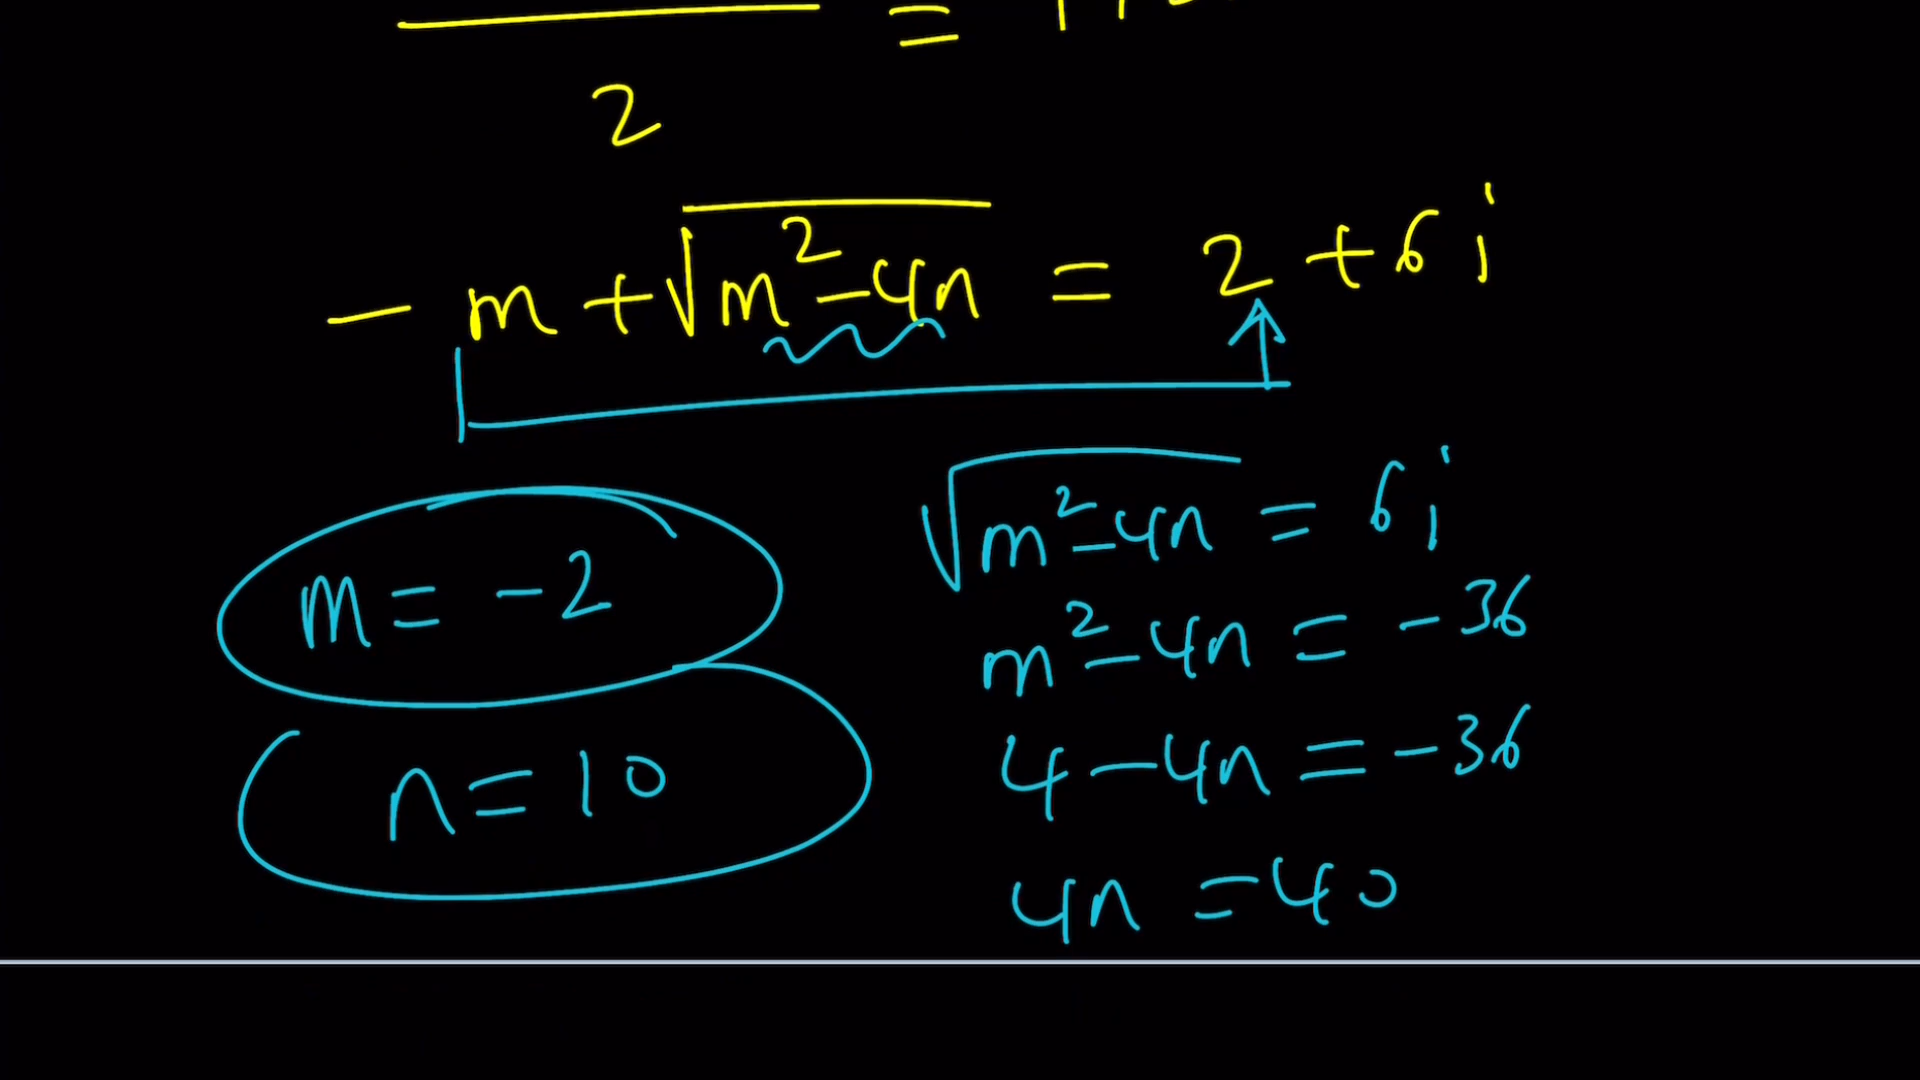 =
2
- m + √m²-4n = 2 + 6i
√m²-4n = 6i
m = -2
m²-4n = -36
4-4n = -36
n = 10
4n = 40